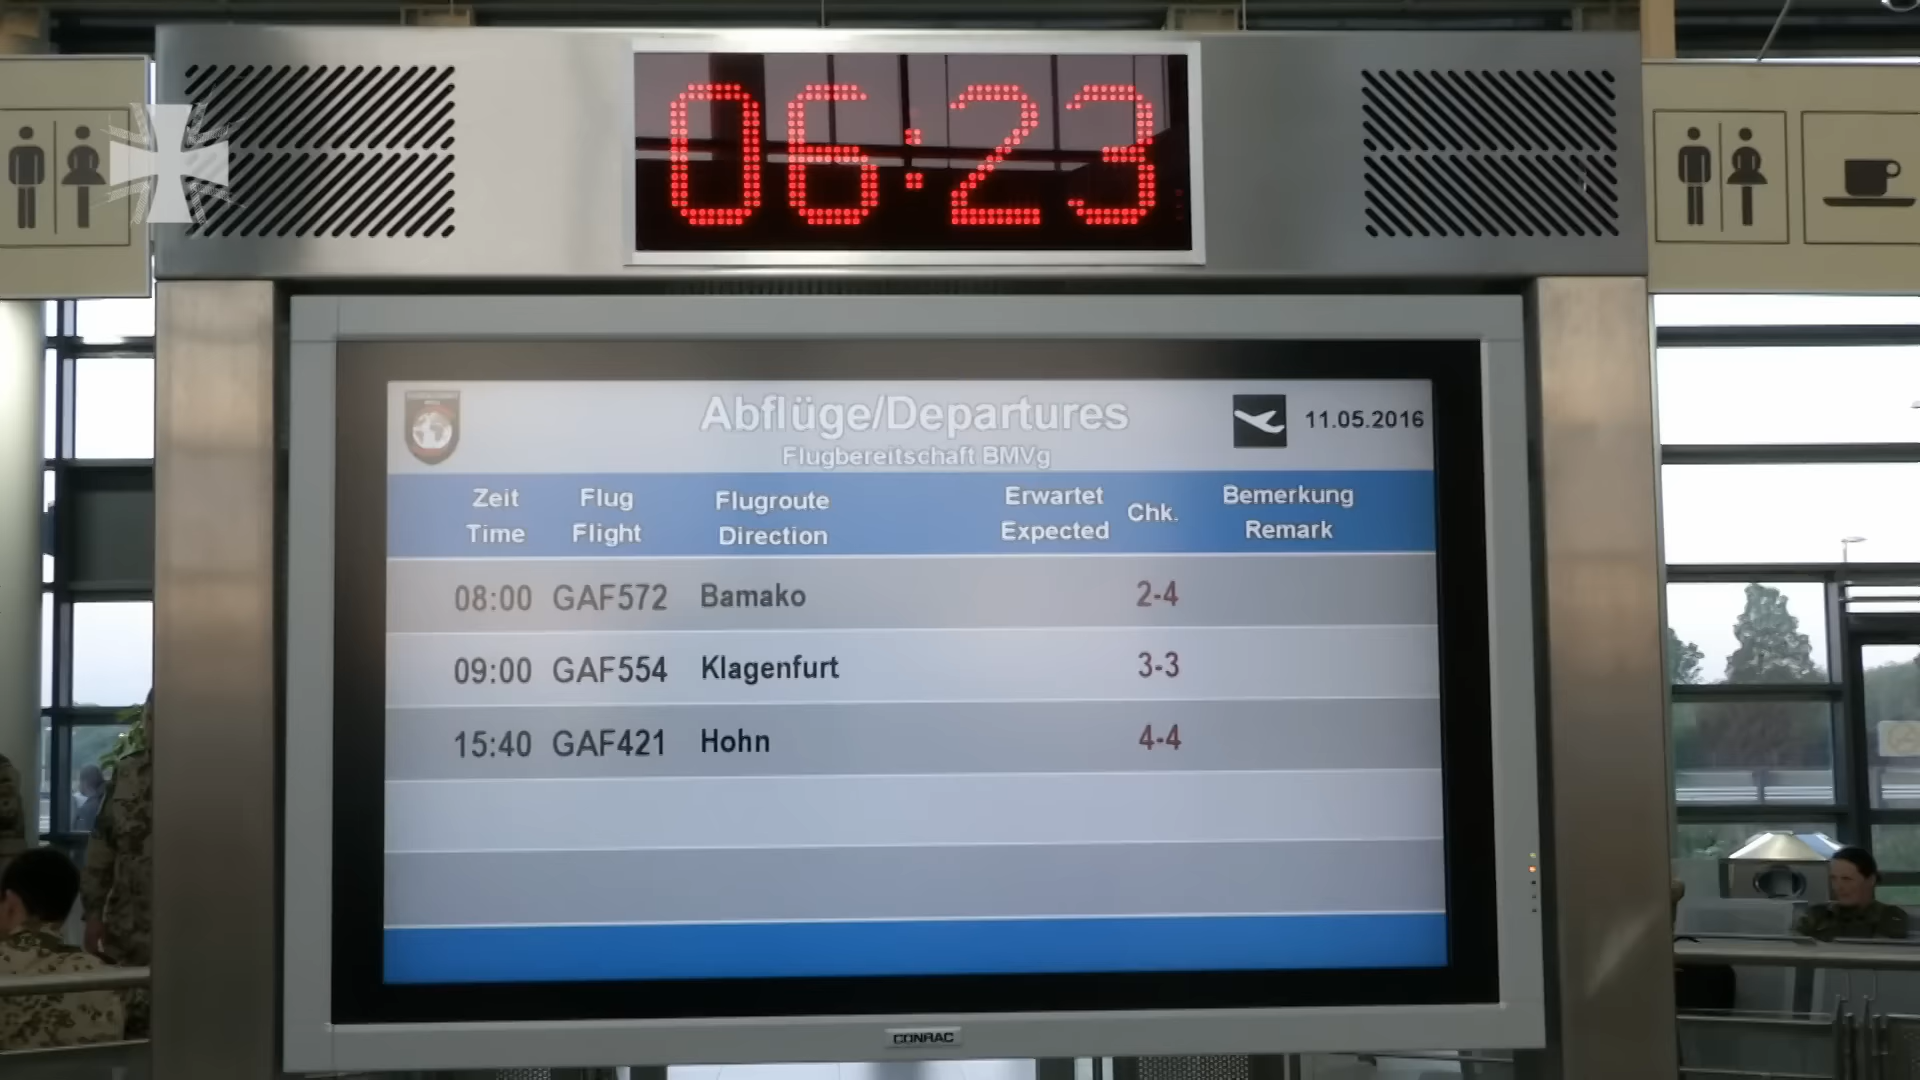 06:23
Abflüge/Departures
Flugbereitschaft BMVg
11.05.2016
Zeit Flug Flugroute Erwartet Chk. Bemerkung
Time Flight Direction Expected Remark
08:00 GAF572 Bamako 2-4
09:00 GAF554 Klagenfurt 3-3
15:40 GAF421 Hohn 4-4
CONRAC